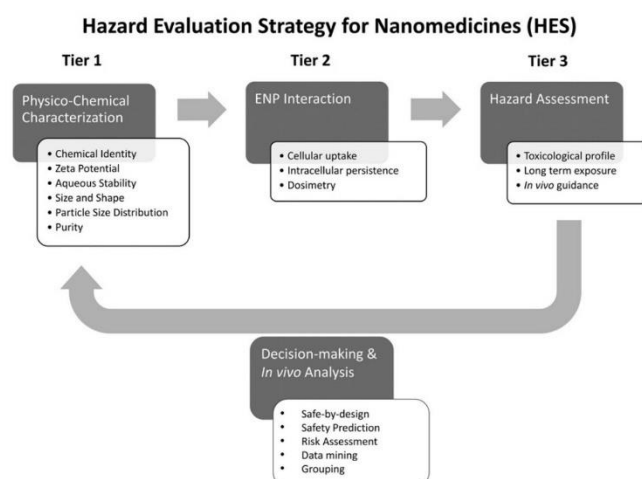 Hazard Evaluation Strategy for Nanomedicines (HES)
Tier 1
Physico-Chemical
Characterization
• Chemical Identity
• Zeta Potential
• Aqueous Stability
• Size and Shape
• Particle Size Distribution
• Purity
Tier 2
ENP Interaction
• Cellular uptake
• Intracellular persistence
• Dosimetry
Tier 3
Hazard Assessment
• Toxicological profile
• Long term exposure
• In vivo guidance
Decision-making &
In vivo Analysis
• Safe-by-design
• Safety Prediction
• Risk Assessment
• Data mining
• Grouping